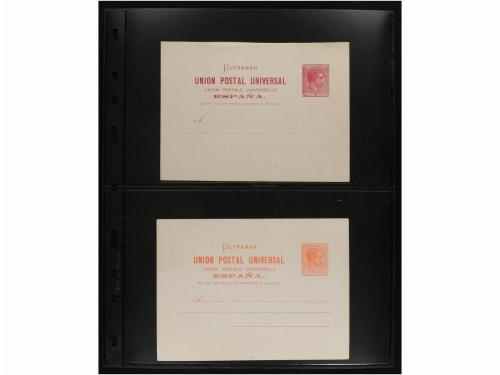 ULTRAMAR
UNION POSTAL UNIVERSAL
UNION POSTALE UNIVERSELLE
ESPAÑA.
A
ULTRAMAR
UNION POSTAL UNIVERSAL
UNION POSTALE UNIVERSELLE
ESPAÑA.
A